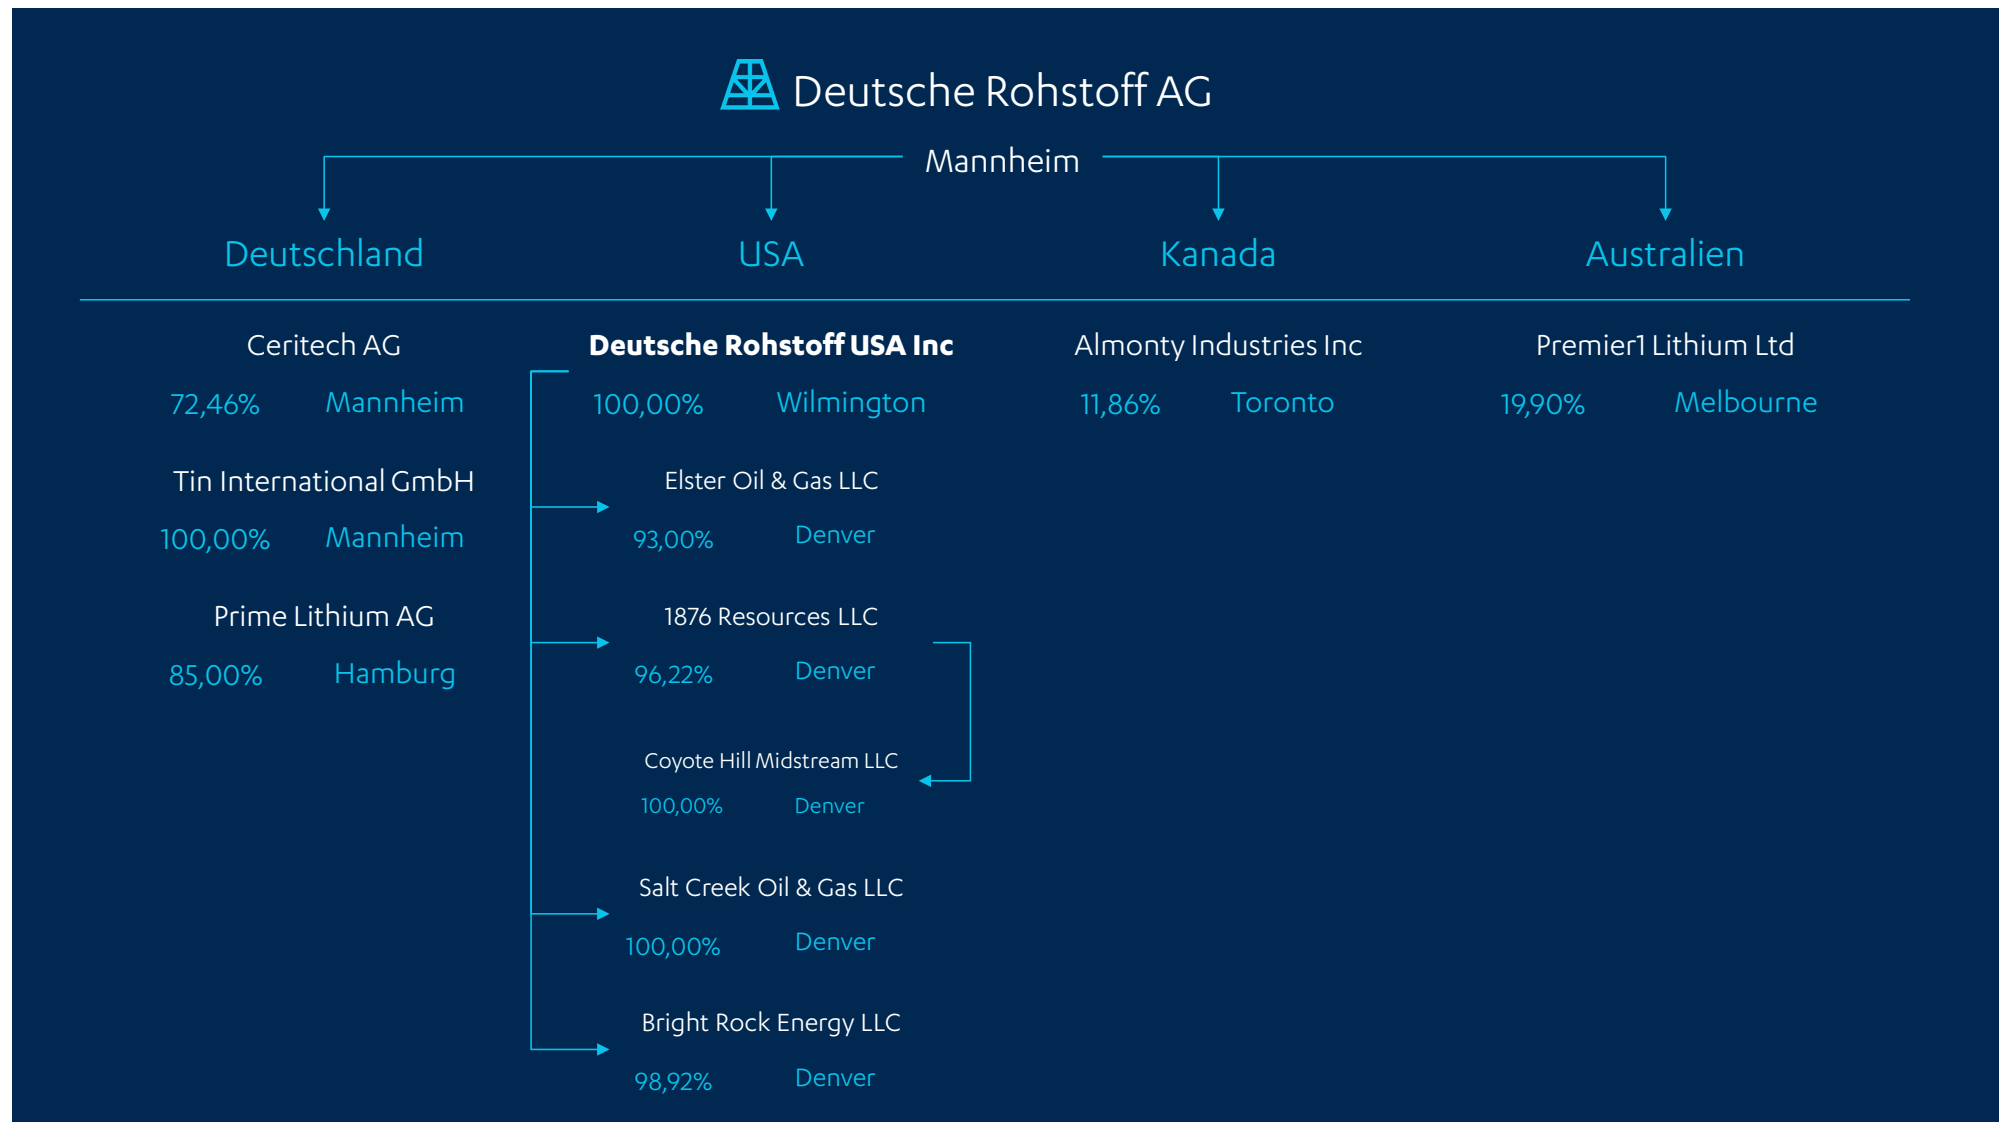 Deutsche Rohstoff AG
Mannheim
Deutschland
USA
Kanada
Australien
Ceritech AG
72,46% Mannheim
Tin International GmbH
100,00% Mannheim
Prime Lithium AG
85,00% Hamburg
Deutsche Rohstoff USA Inc
100,00% Wilmington
Elster Oil & Gas LLC
93,00% Denver
1876 Resources LLC
96,22% Denver
Coyote Hill Midstream LLC
100,00% Denver
Salt Creek Oil & Gas LLC
100,00% Denver
Bright Rock Energy LLC
98,92% Denver
Almonty Industries Inc
11,86% Toronto
Premier1 Lithium Ltd
19,90% Melbourne